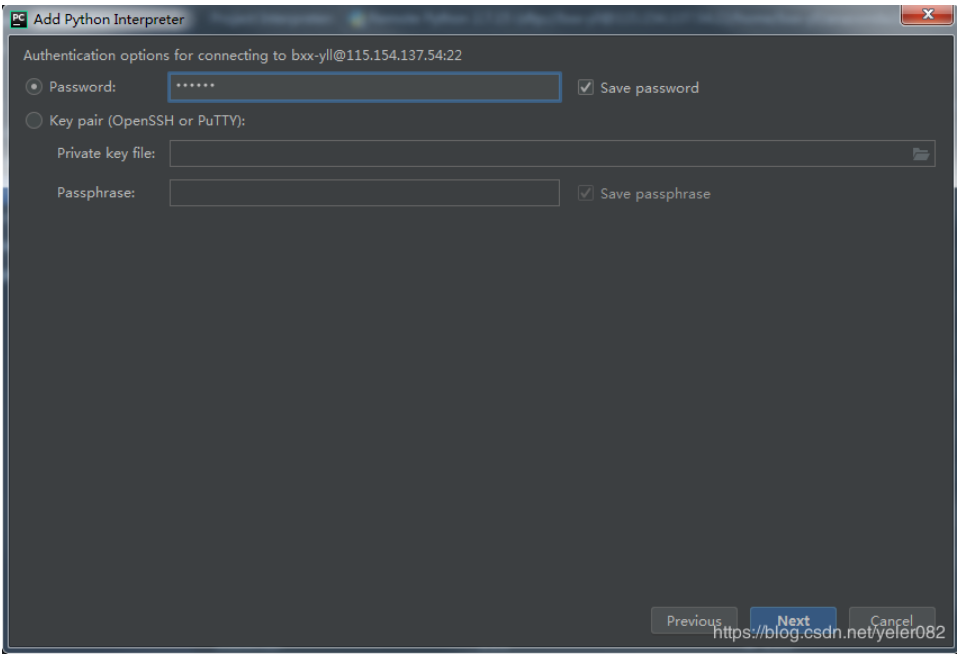 PC Add Python Interpreter
Authentication options for connecting to bxx-yll@115.154.137.54:22
Password: •••••• Save password
Key pair (OpenSSH or PuTTY):
Private key file:
Passphrase: Save passphrase
Previous Next Cancel
https://blog.csdn.net/yeler082